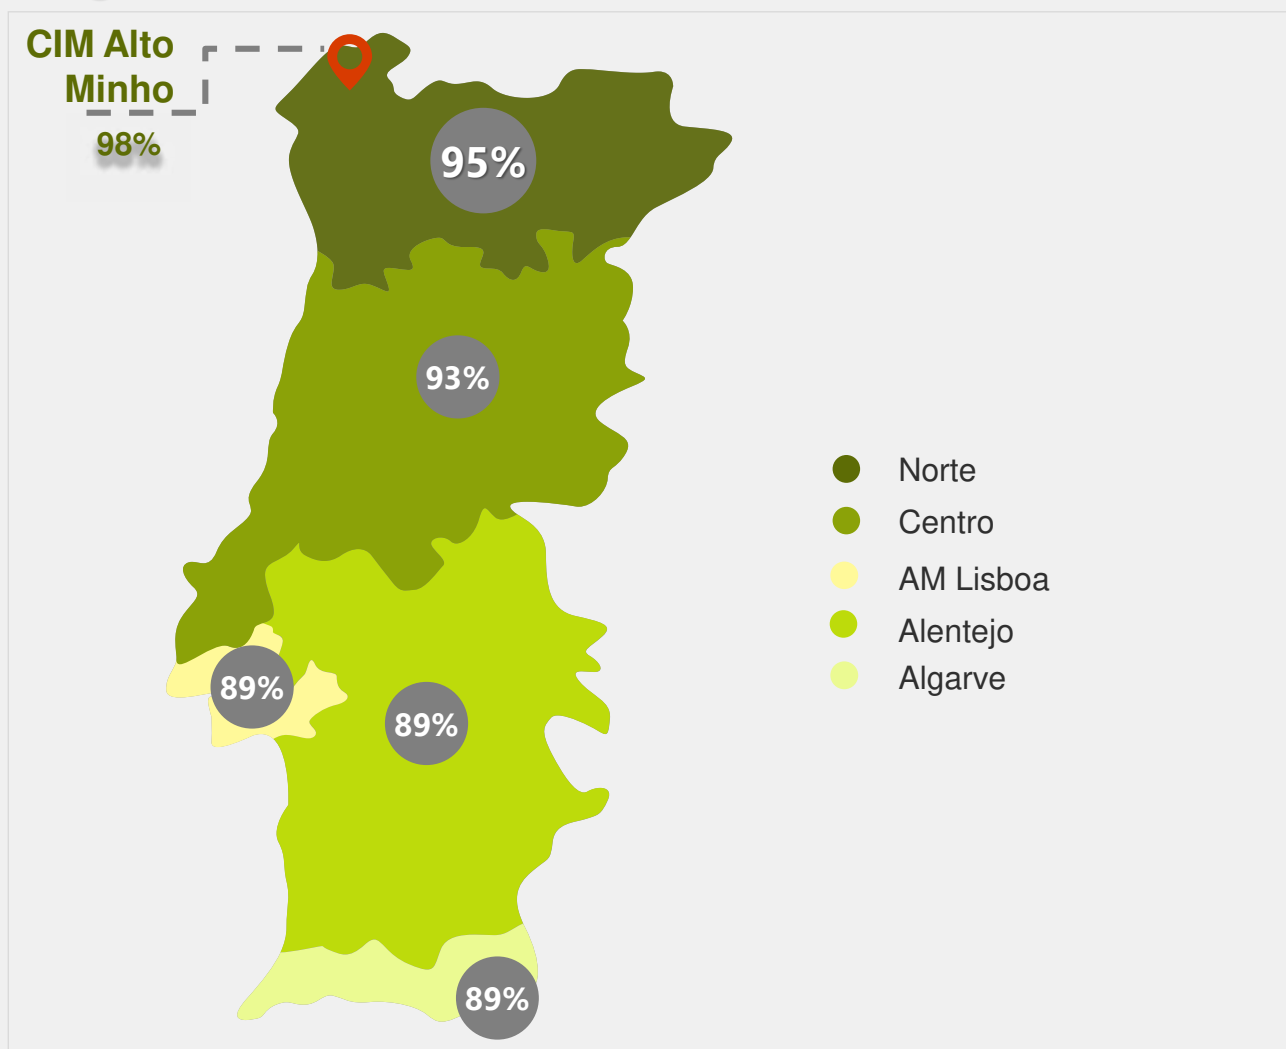 CIM Alto
Minho
98%
95%
93%
89%
89%
89%
Norte
Centro
AM Lisboa
Alentejo
Algarve